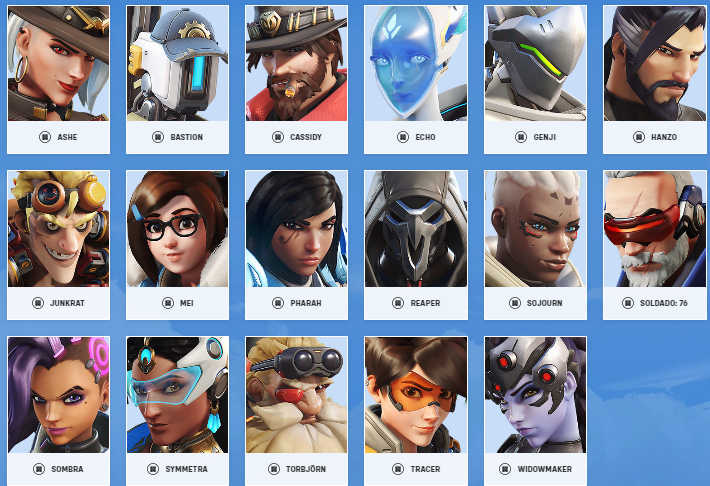 ASHE
BASTION
CASSIDY
ECHO
GENJI
HANZO
JUNKRAT
MEI
PHARAH
REAPER
SOJOURN
SOLDADO: 76
SOMBRA
SYMMETRA
TORBJÖRN
TRACER
WIDOWMAKER